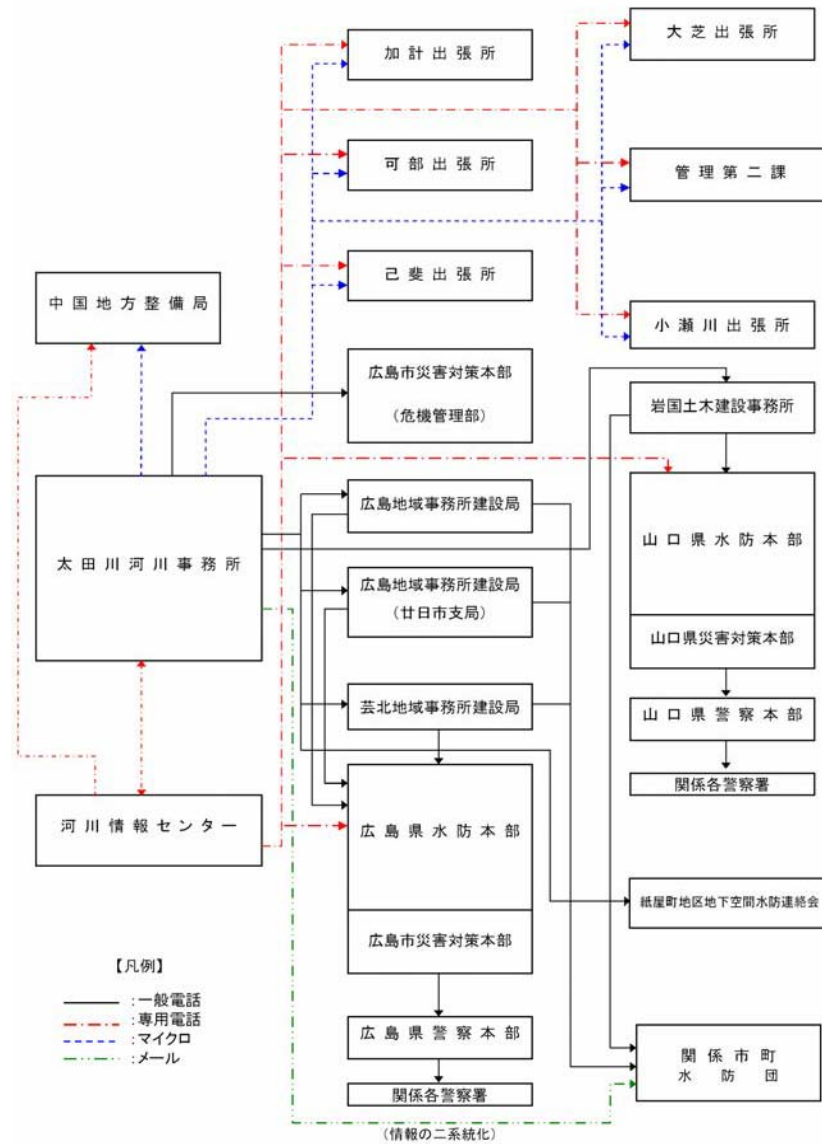 加計出張所
大芝出張所
可部出張所
管理第二課
己斐出張所
小瀬川出張所
中国地方整備局
広島市災害対策本部
(危機管理部)
岩国土木建設事務所
太田川河川事務所
広島地域事務所建設局
山口県水防本部
広島地域事務所建設局
(廿日市支局)
山口県災害対策本部
芸北地域事務所建設局
山口県警察本部
関係各警察署
河川情報センター
広島県水防本部
紙屋町地区地下空間水防連絡会
広島市災害対策本部
【凡例】
:一般電話
:専用電話
:マイクロ
:メール
広島県警察本部
関係各警察署
関係市町
水防団
(情報の二系統化)